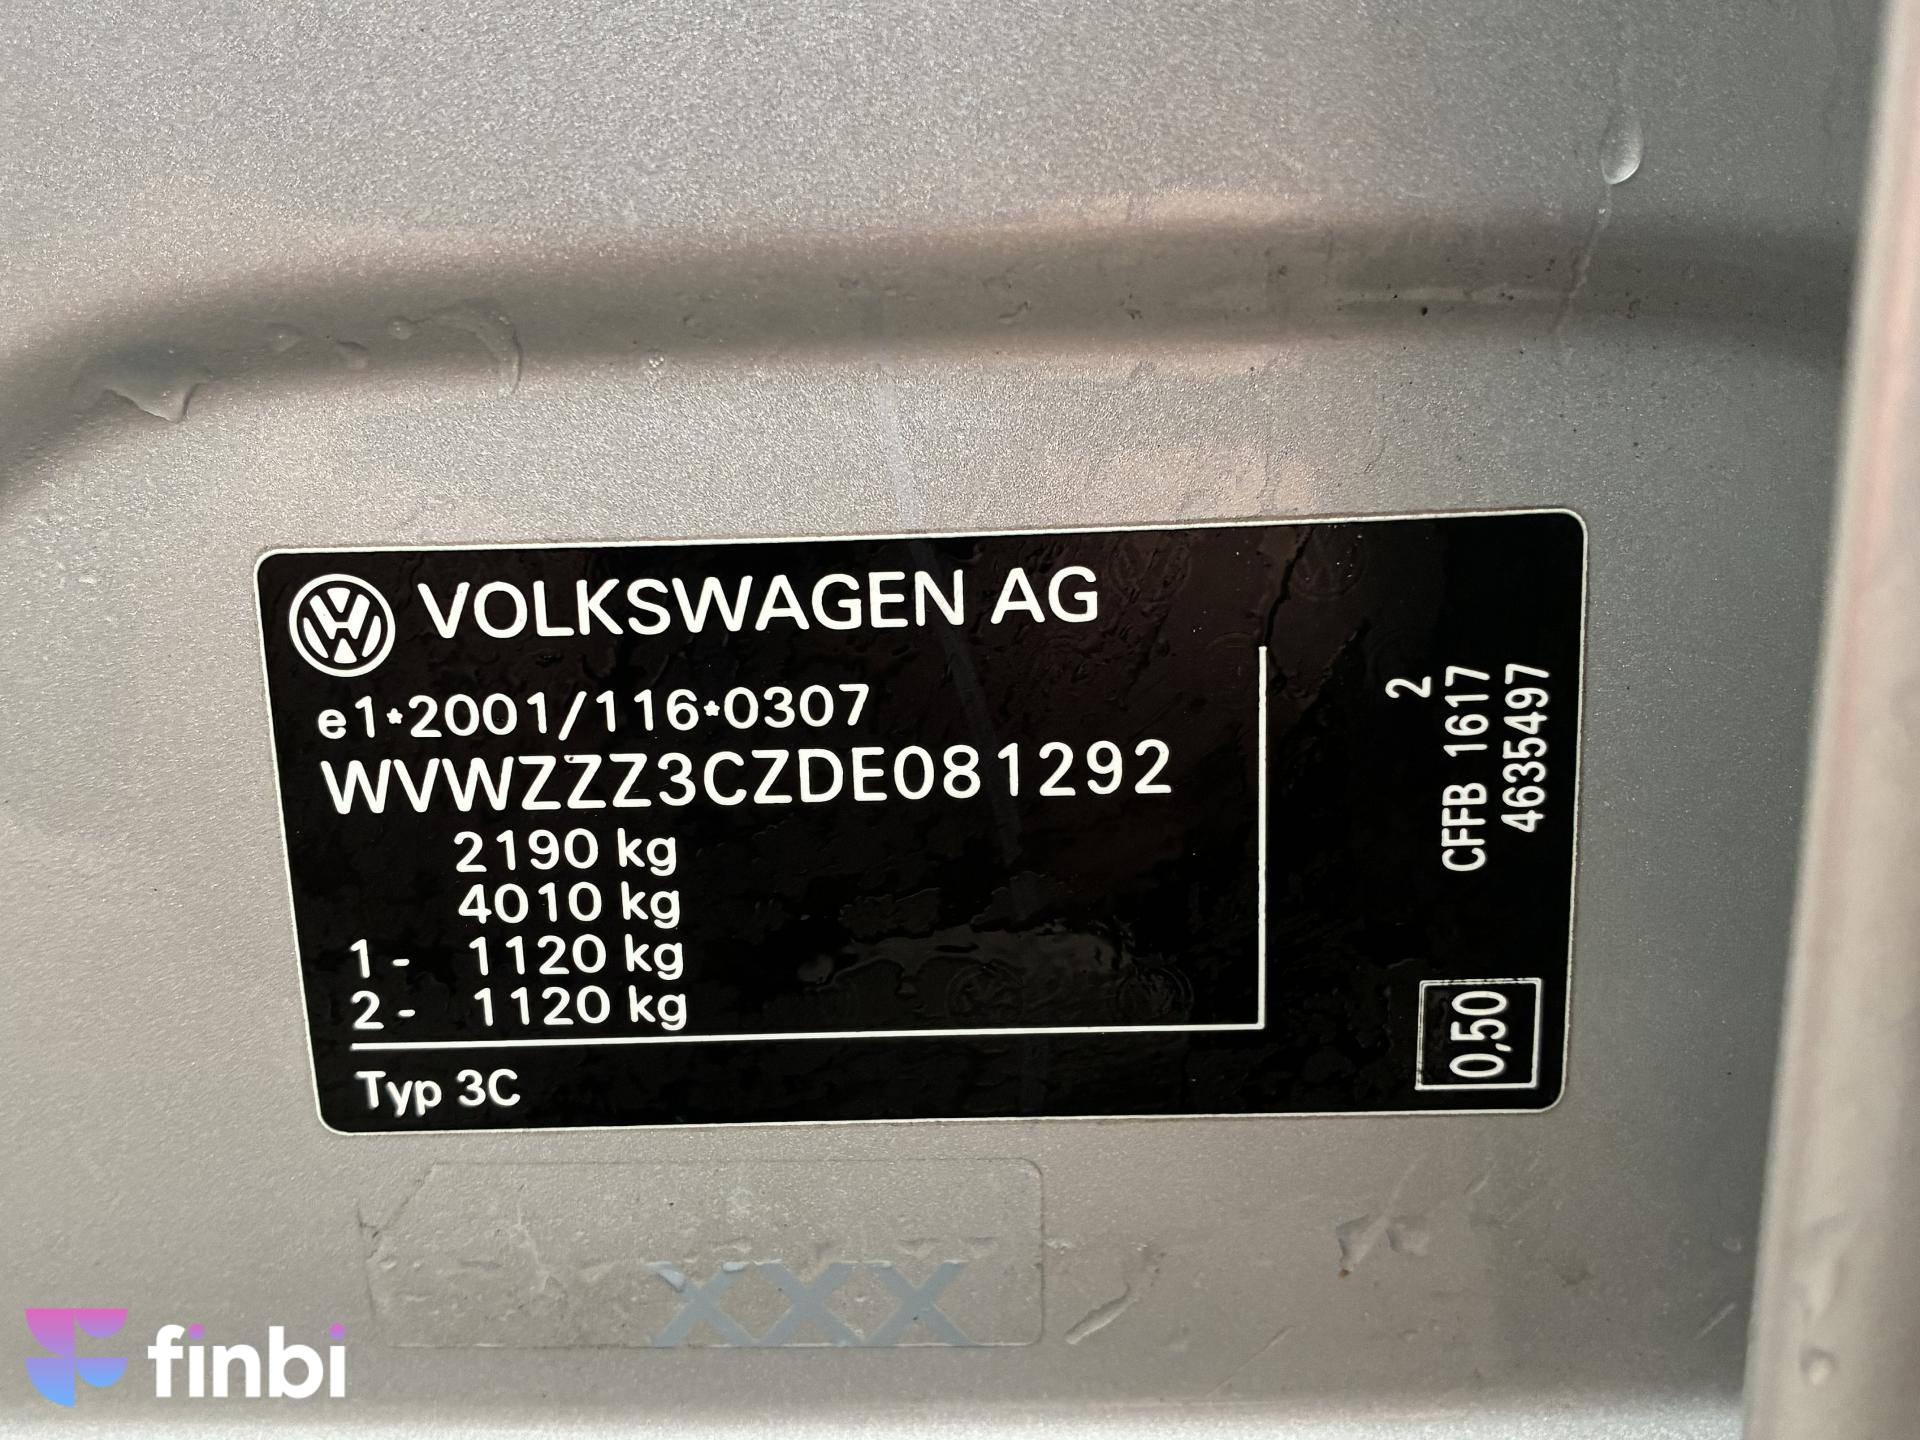 VOLKSWAGEN AG
e1*2001/116*0307
WVWZZZ3CZDE081292
2190 kg
4010 kg
1- 1120 kg
2- 1120 kg
Typ 3C
2
CFFB 1617
4635497
0,50
XXX
finbi